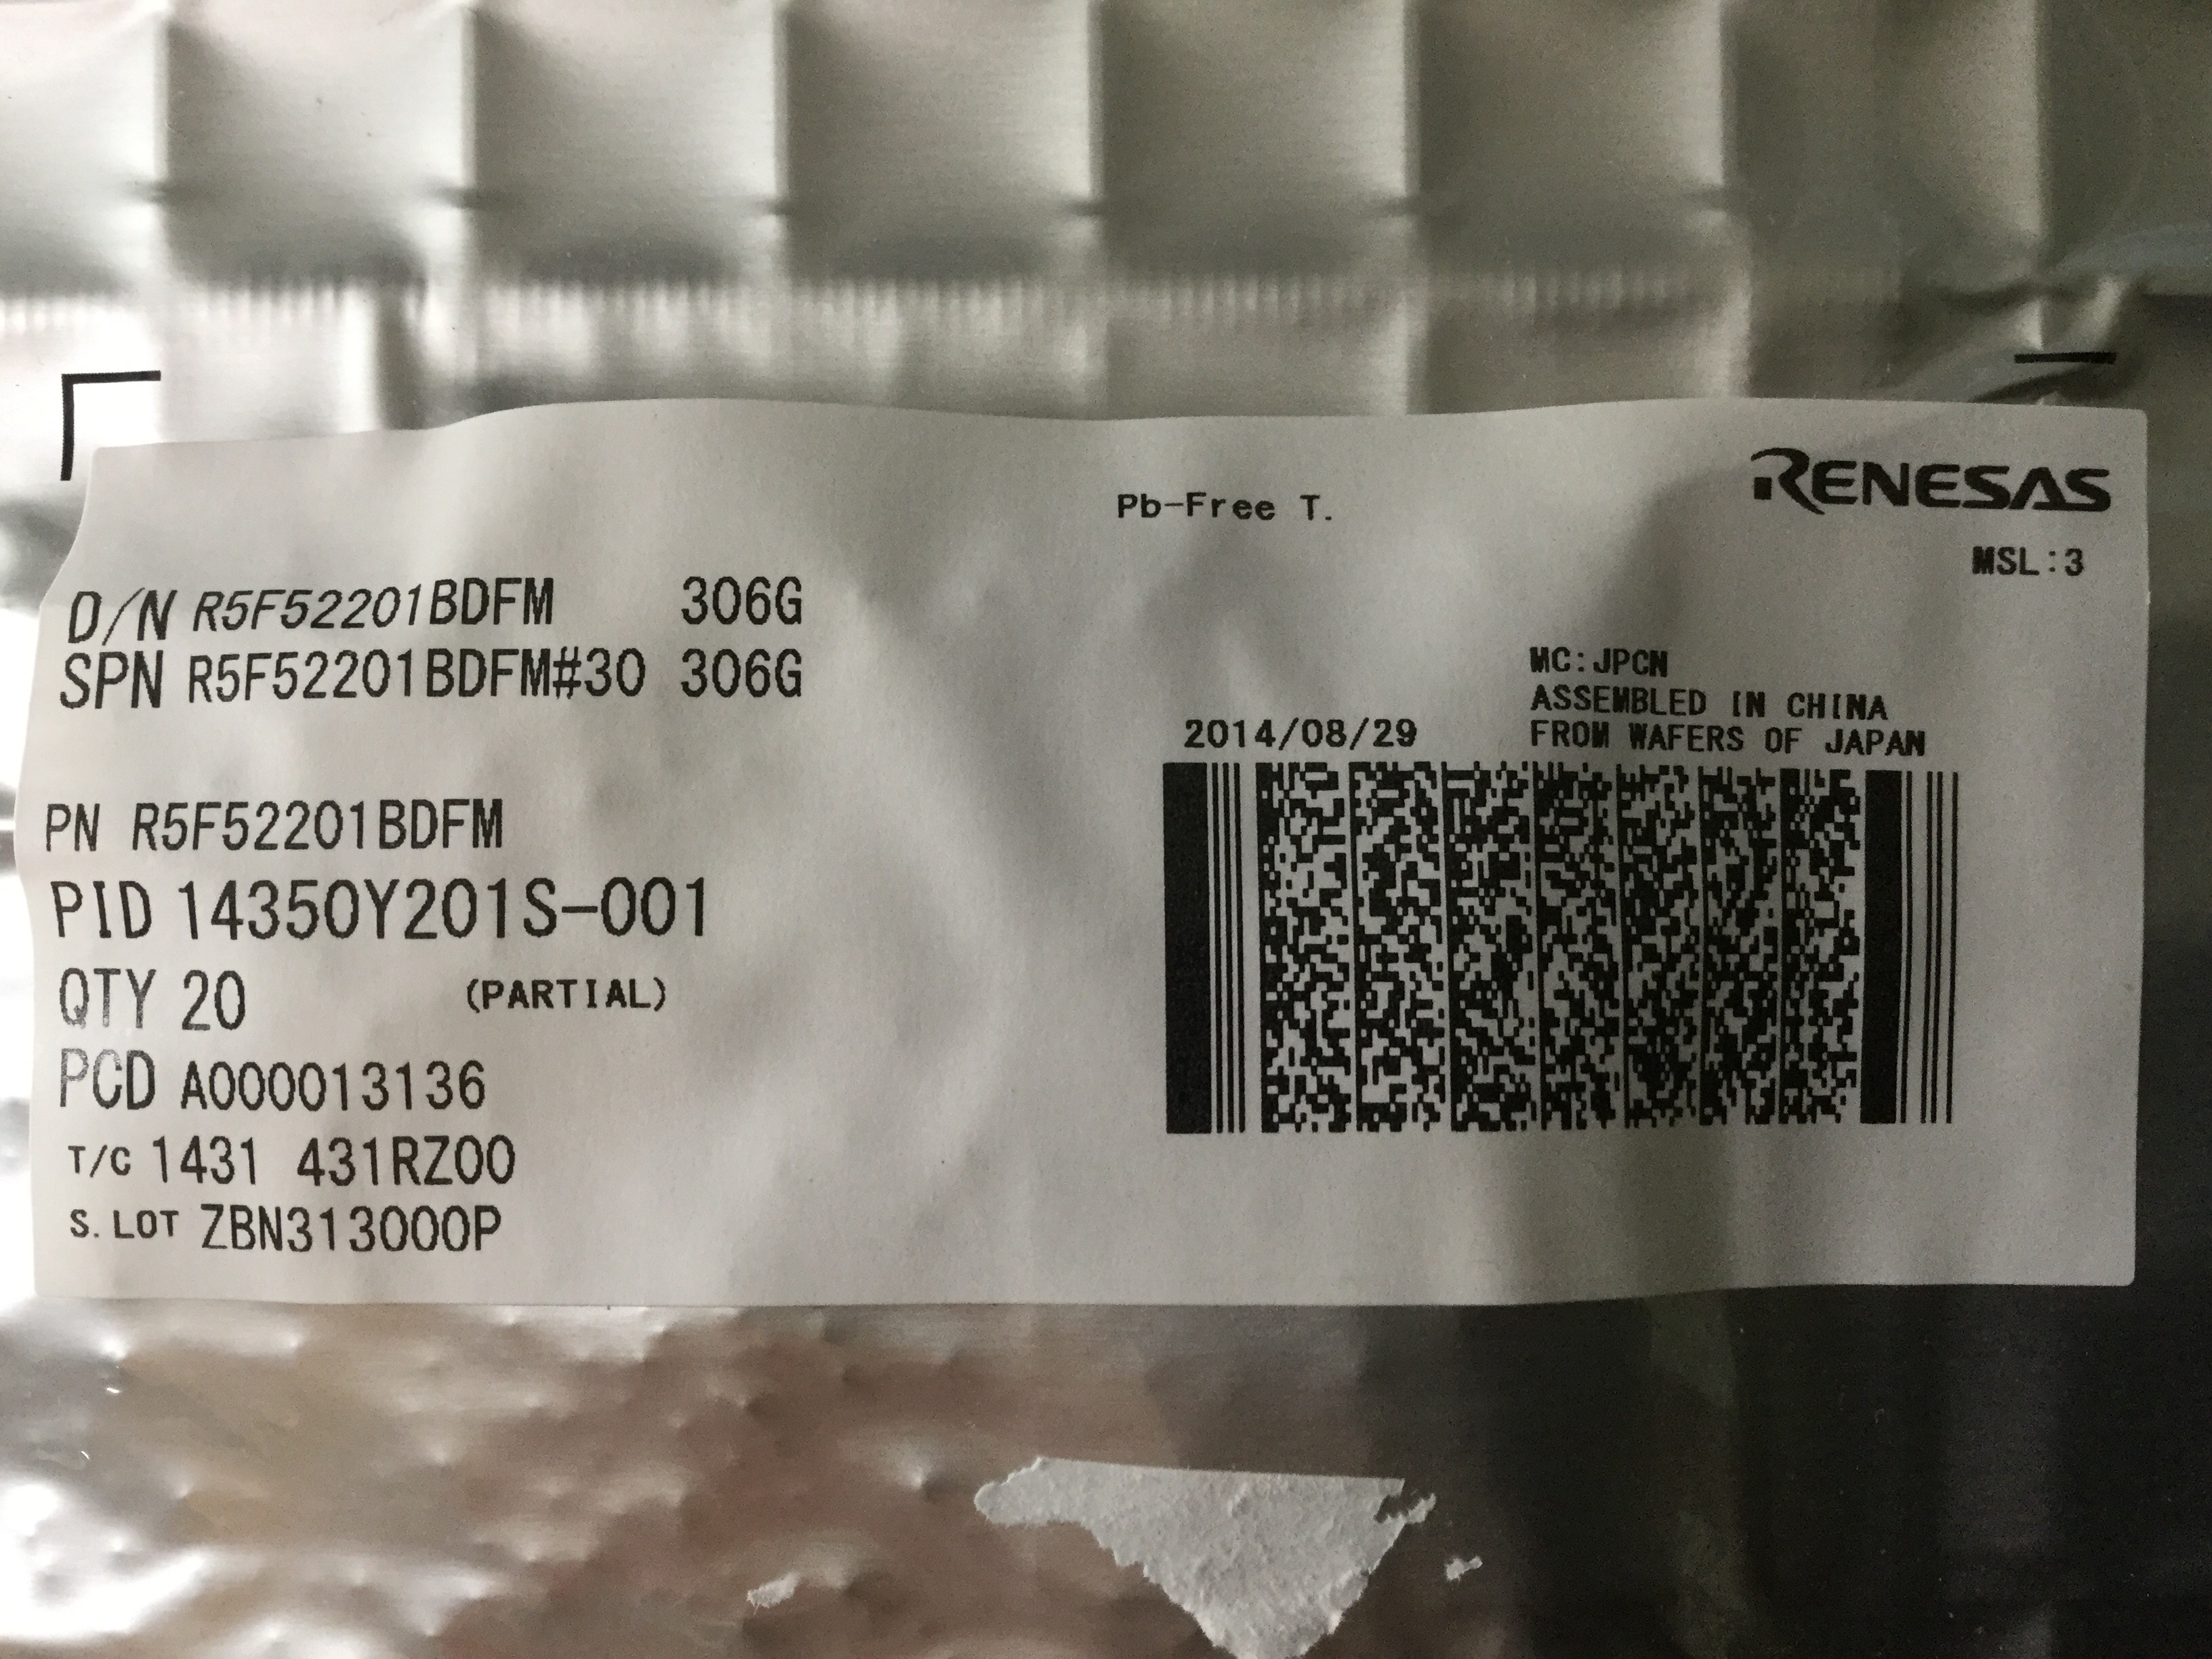 RENESAS
Pb-Free T.
MSL:3
D/N R5F52201BDFM 306G
SPN R5F52201BDFM#30 306G
MC:JPCN
ASSEMBLED IN CHINA
2014/08/29 FROM WAFERS OF JAPAN
PN R5F52201BDFM
PID 14350Y201S-001
QTY 20 (PARTIAL)
PCD A000013136
T/C 1431 431RZ00
S. LOT ZBN313000P